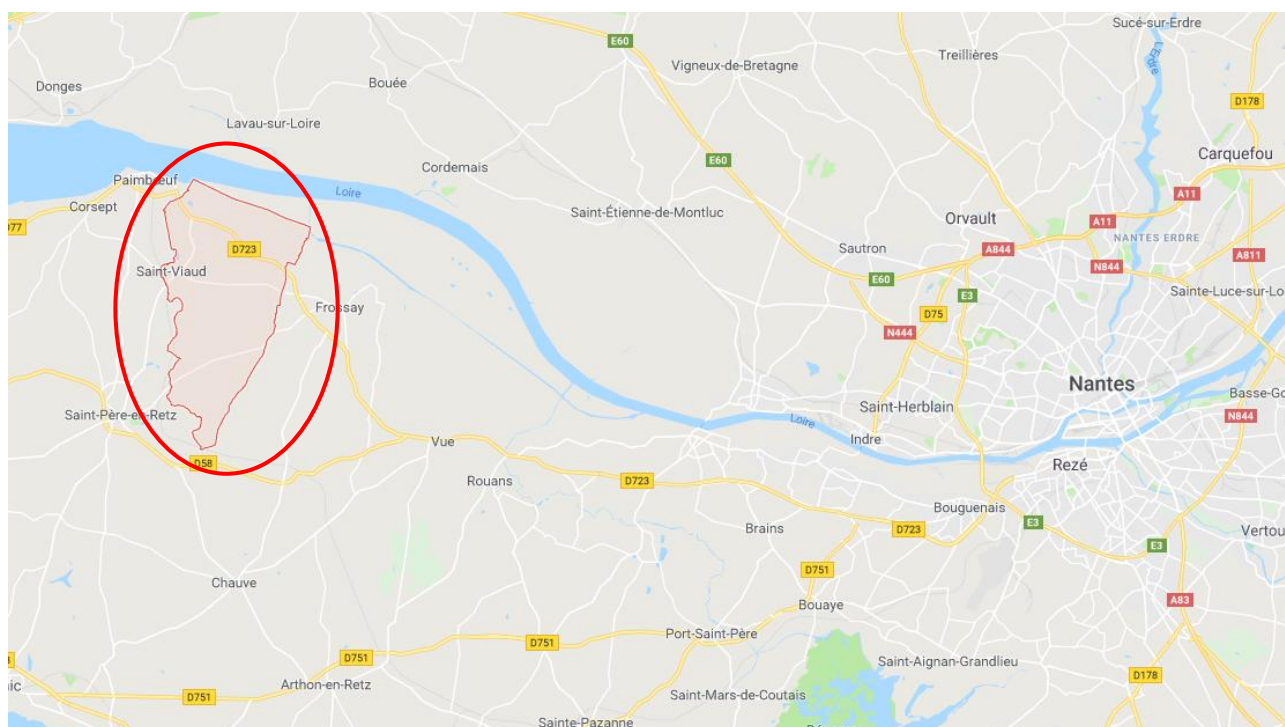 Sucé-sur-Erdre
E60
Treillières
L'Erdre
Vigneux-de-Bretagne
Donges
Bouée
D178
Lavau-sur-Loire
Carquefou
Cordemais
E60
Paimbœuf
Loire
A11
Corsept
Saint-Étienne-de-Montluc
Orvault
A11
D77
NANTES ERDRE
D723
Sautron
A844
A811
Saint-Viaud
E60
N844
E3
Sainte-Luce-sur-Lo
Frossay
D75
N444
Nantes
Basse-Go
Saint-Père-en-Retz
Saint-Herblain
N844
Loire
Vue
Indre
D58
Rezé
Rouans
D723
Bouguenais
Brains
D723
E3
Vertou
E3
D751
Chauve
A83
Bouaye
Port-Saint-Père
D751
D751
Saint-Aignan-Grandlieu
D178
Arthon-en-Retz
nic
D751
Saint-Mars-de-Coutais
Sainte-Pazanne